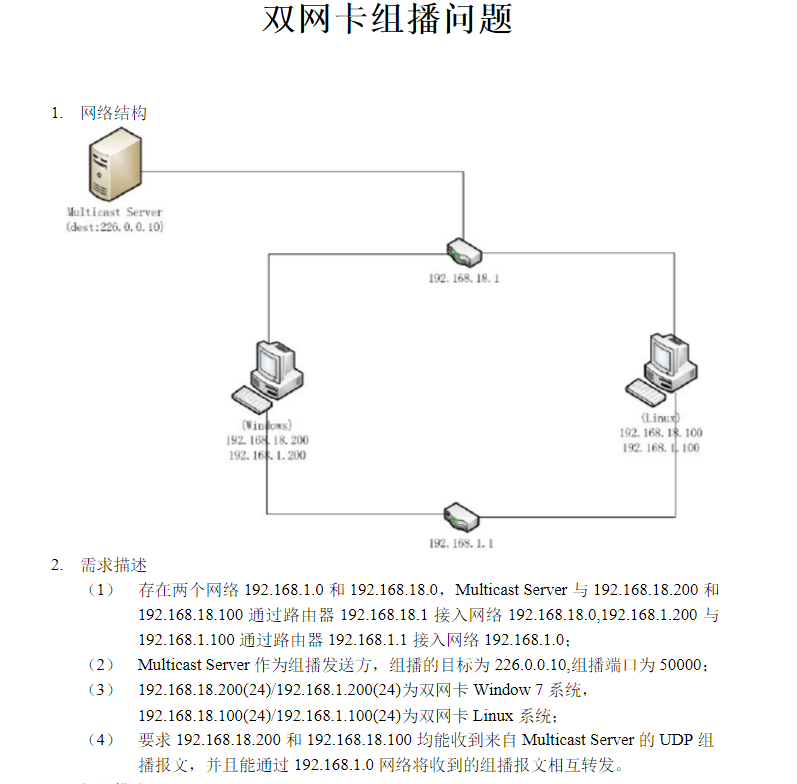 双网卡组播问题
1. 网络结构
Multicast Server
(dest:226.0.0.10)
192.168.18.1
(Windows)
192.168.18.200
192.168.1.200
(Linux)
192.168.18.100
192.168.1.100
192.168.1.1
2. 需求描述
（1） 存在两个网络 192.168.1.0 和 192.168.18.0，Multicast Server 与 192.168.18.200 和
192.168.18.100 通过路由器 192.168.18.1 接入网络 192.168.18.0,192.168.1.200 与
192.168.1.100 通过路由器 192.168.1.1 接入网络 192.168.1.0；
（2） Multicast Server 作为组播发送方，组播的目标为 226.0.0.10,组播端口为 50000；
（3） 192.168.18.200(24)/192.168.1.200(24)为双网卡 Window 7 系统，
192.168.18.100(24)/192.168.1.100(24)为双网卡 Linux 系统；
（4） 要求 192.168.18.200 和 192.168.18.100 均能收到来自 Multicast Server 的 UDP 组
播报文，并且能通过 192.168.1.0 网络将收到的组播报文相互转发。